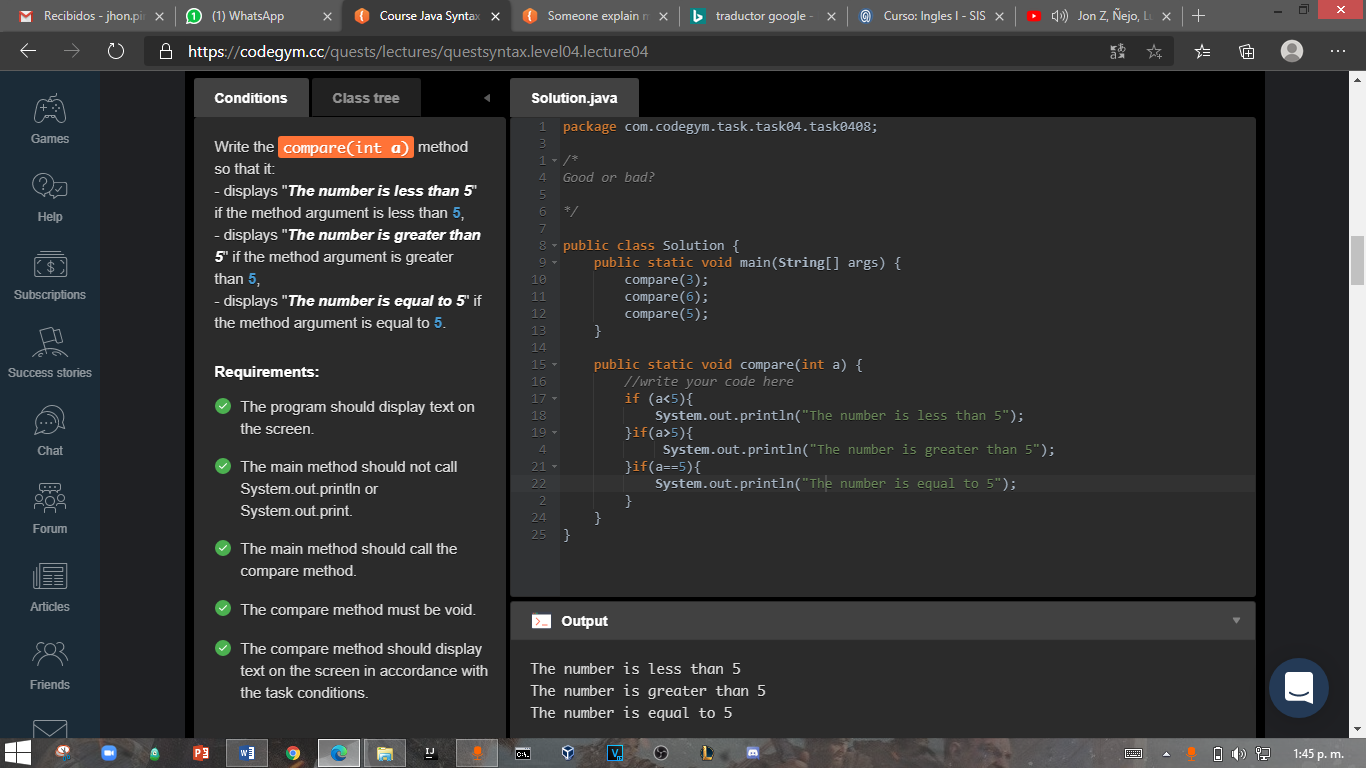 Recibidos - jhon.pi
(1) WhatsApp
Course Java Syntax
Someone explain m
traductor google -
Curso: Ingles I - SIS
Jon Z, Ñejo, Lu
https://codegym.cc/quests/lectures/questsyntax.level04.lecture04
Games
Help
Subscriptions
Success stories
Chat
Forum
Articles
Friends
Conditions
Class tree
Write the compare(int a) method
so that it:
- displays "The number is less than 5"
if the method argument is less than 5,
- displays "The number is greater than
5" if the method argument is greater
than 5,
- displays "The number is equal to 5" if
the method argument is equal to 5.
Requirements:
The program should display text on
the screen.
The main method should not call
System.out.println or
System.out.print.
The main method should call the
compare method.
The compare method must be void.
The compare method should display
text on the screen in accordance with
the task conditions.
Solution.java
1 package com.codegym.task.task04.task0408;
3
1 /*
4 Good or bad?
5
6 */
7
8 public class Solution {
9 public static void main(String[] args) {
10 compare(3);
11 compare(6);
12 compare(5);
13 }
14
15 public static void compare(int a) {
16 //write your code here
17 if (a<5){
18 System.out.println("The number is less than 5");
19 }if(a>5){
4 System.out.println("The number is greater than 5");
21 }if(a==5){
22 System.out.println("The number is equal to 5");
2 }
24 }
25 }
Output
The number is less than 5
The number is greater than 5
The number is equal to 5
1:45 p. m.